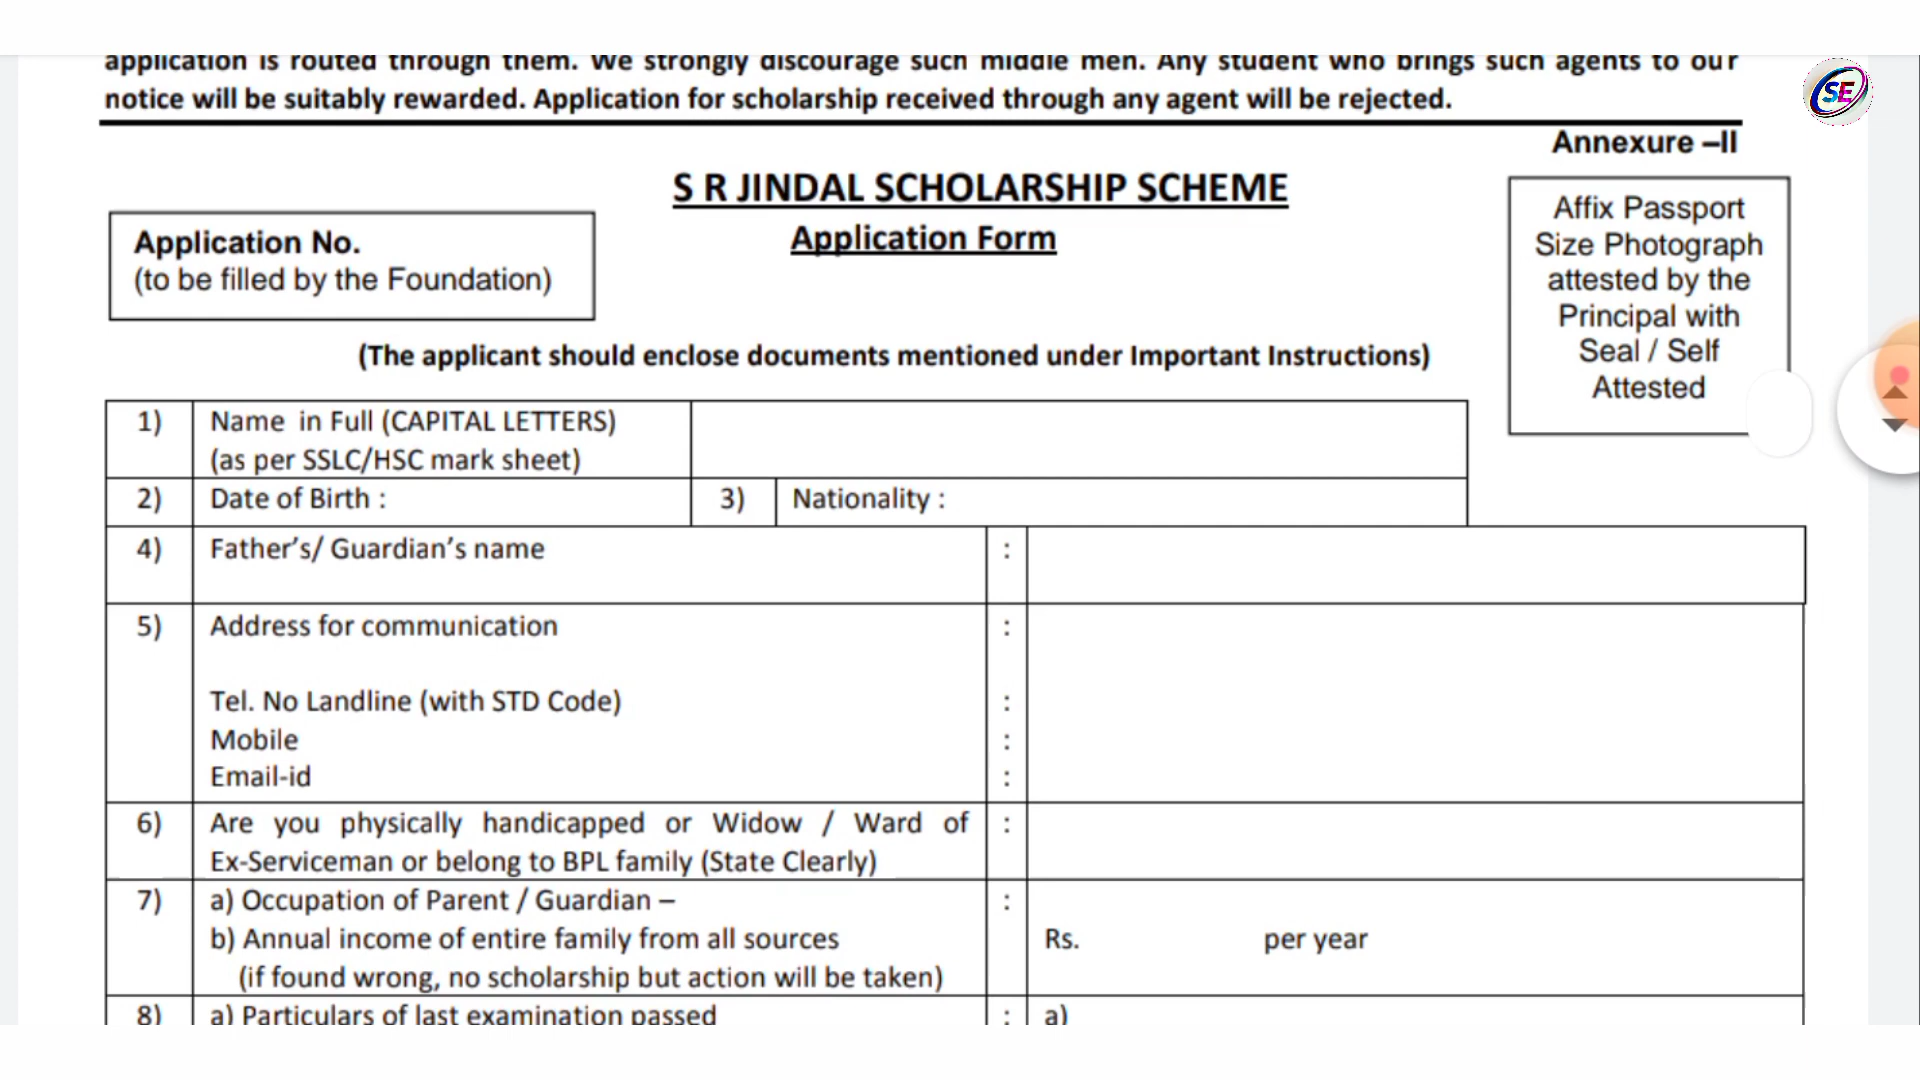 application is routed through them. We strongly discourage such middle men. Any student who brings such agents to our
notice will be suitably rewarded. Application for scholarship received through any agent will be rejected.
SE
Annexure –II
S R JINDAL SCHOLARSHIP SCHEME
Application Form
Application No.
(to be filled by the Foundation)
Affix Passport
Size Photograph
attested by the
Principal with
Seal / Self
Attested
(The applicant should enclose documents mentioned under Important Instructions)
1) Name in Full (CAPITAL LETTERS)
(as per SSLC/HSC mark sheet)
2) Date of Birth : 3) Nationality :
4) Father's/ Guardian's name :
5) Address for communication :
Tel. No Landline (with STD Code) :
Mobile :
Email-id :
6) Are you physically handicapped or Widow / Ward of :
Ex-Serviceman or belong to BPL family (State Clearly)
7) a) Occupation of Parent / Guardian – :
b) Annual income of entire family from all sources Rs. per year
(if found wrong, no scholarship but action will be taken)
8) a) Particulars of last examination passed : a)